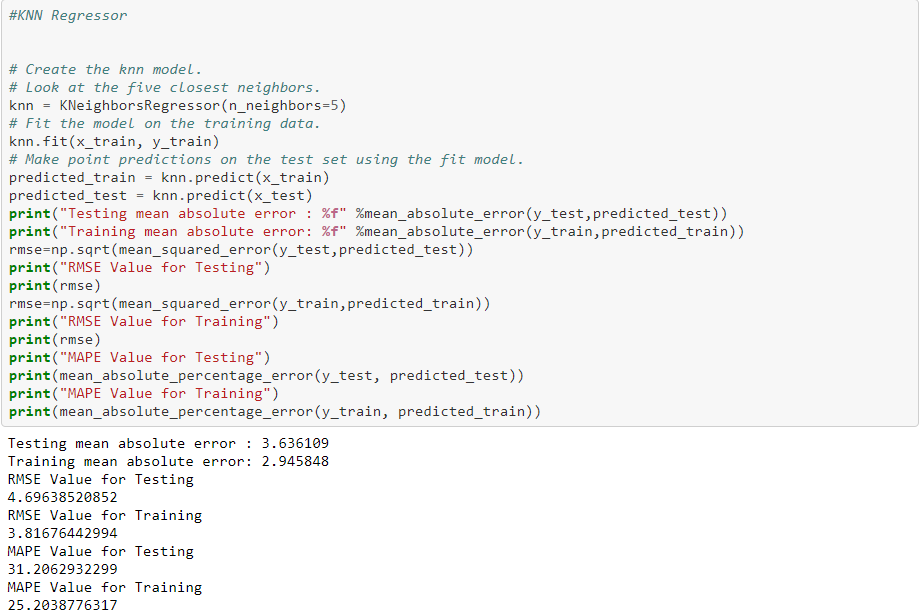 #KNN Regressor
# Create the knn model.
# Look at the five closest neighbors.
knn = KNeighborsRegressor(n_neighbors=5)
# Fit the model on the training data.
knn.fit(x_train, y_train)
# Make point predictions on the test set using the fit model.
predicted_train = knn.predict(x_train)
predicted_test = knn.predict(x_test)
print("Testing mean absolute error : %f" %mean_absolute_error(y_test,predicted_test))
print("Training mean absolute error: %f" %mean_absolute_error(y_train,predicted_train))
rmse=np.sqrt(mean_squared_error(y_test,predicted_test))
print("RMSE Value for Testing")
print(rmse)
rmse=np.sqrt(mean_squared_error(y_train,predicted_train))
print("RMSE Value for Training")
print(rmse)
print("MAPE Value for Testing")
print(mean_absolute_percentage_error(y_test, predicted_test))
print("MAPE Value for Training")
print(mean_absolute_percentage_error(y_train, predicted_train))
Testing mean absolute error : 3.636109
Training mean absolute error: 2.945848
RMSE Value for Testing
4.69638520852
RMSE Value for Training
3.81676442994
MAPE Value for Testing
31.2062932299
MAPE Value for Training
25.2038776317